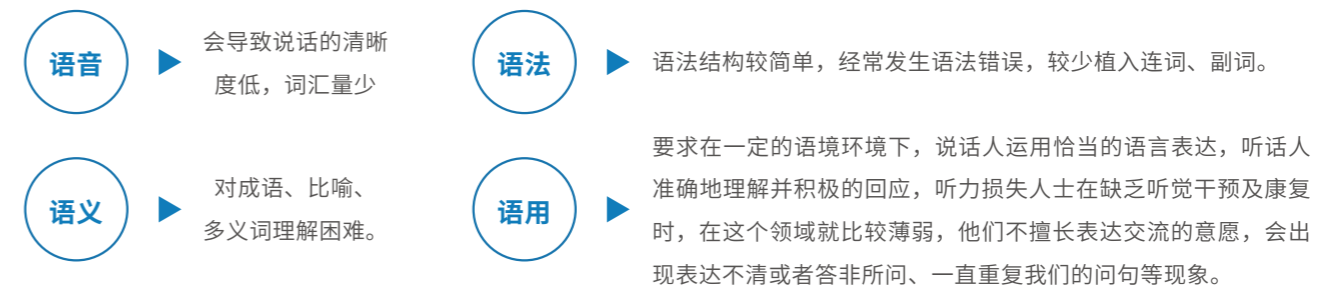 语音
会导致说话的清晰
度低，词汇量少
语法
语法结构较简单，经常发生语法错误，较少植入连词、副词。
语义
对成语、比喻、
多义词理解困难。
语用
要求在一定的语境环境下，说话人运用恰当的语言表达，听话人
准确地理解并积极的回应，听力损失人士在缺乏听觉干预及康复
时，在这个领域就比较薄弱，他们不擅长表达交流的意愿，会出
现表达不清或者答非所问、一直重复我们的问句等现象。